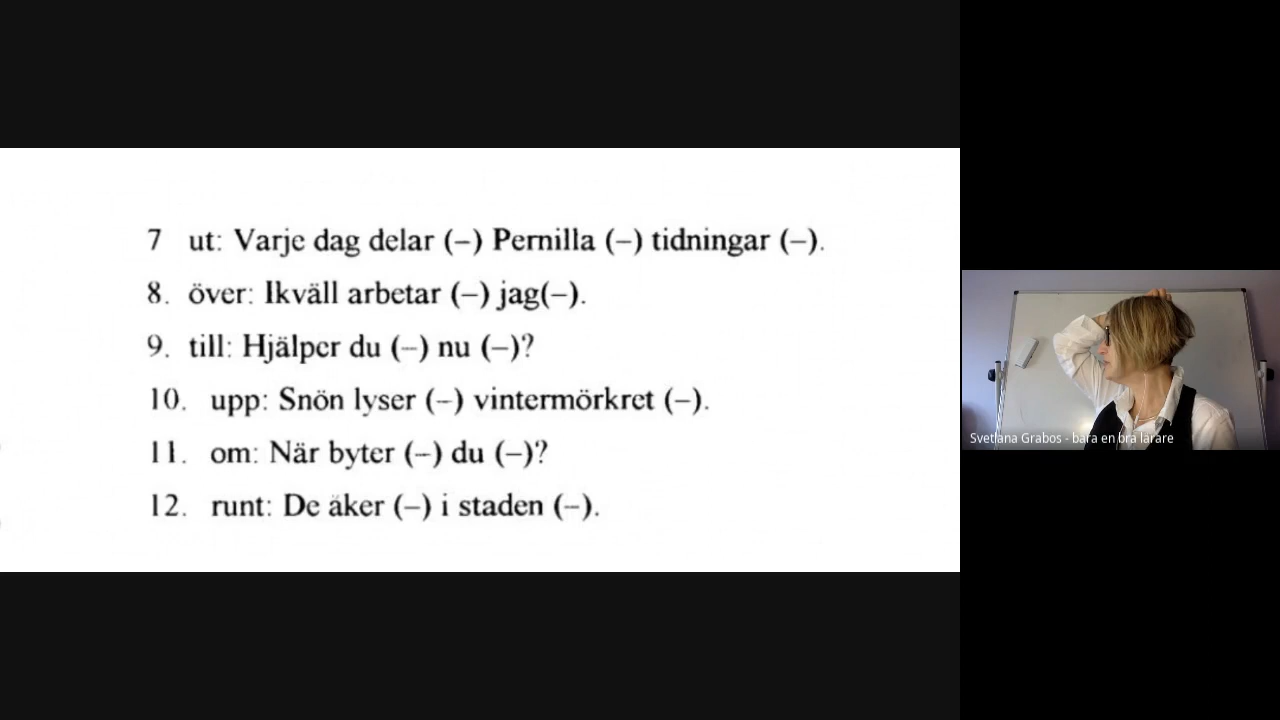 7 ut: Varje dag delar (–) Pernilla (–) tidningar (–).
8. över: Ikväll arbetar (–) jag(–).
9. till: Hjälper du (–) nu (–)?
10. upp: Snön lyser (–) vintermörkret (–).
11. om: När byter (–) du (–)?
12. runt: De åker (–) i staden (–).
Svetlana Grabos - bara en bra lärare